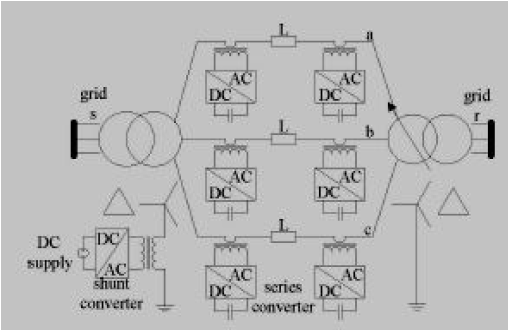 L
a
AC
DC
AC
DC
grid
s
grid
r
L
b
AC
DC
AC
DC
L
c
DC
supply
DC
AC
shunt
converter
AC
DC
series
converter
AC
DC